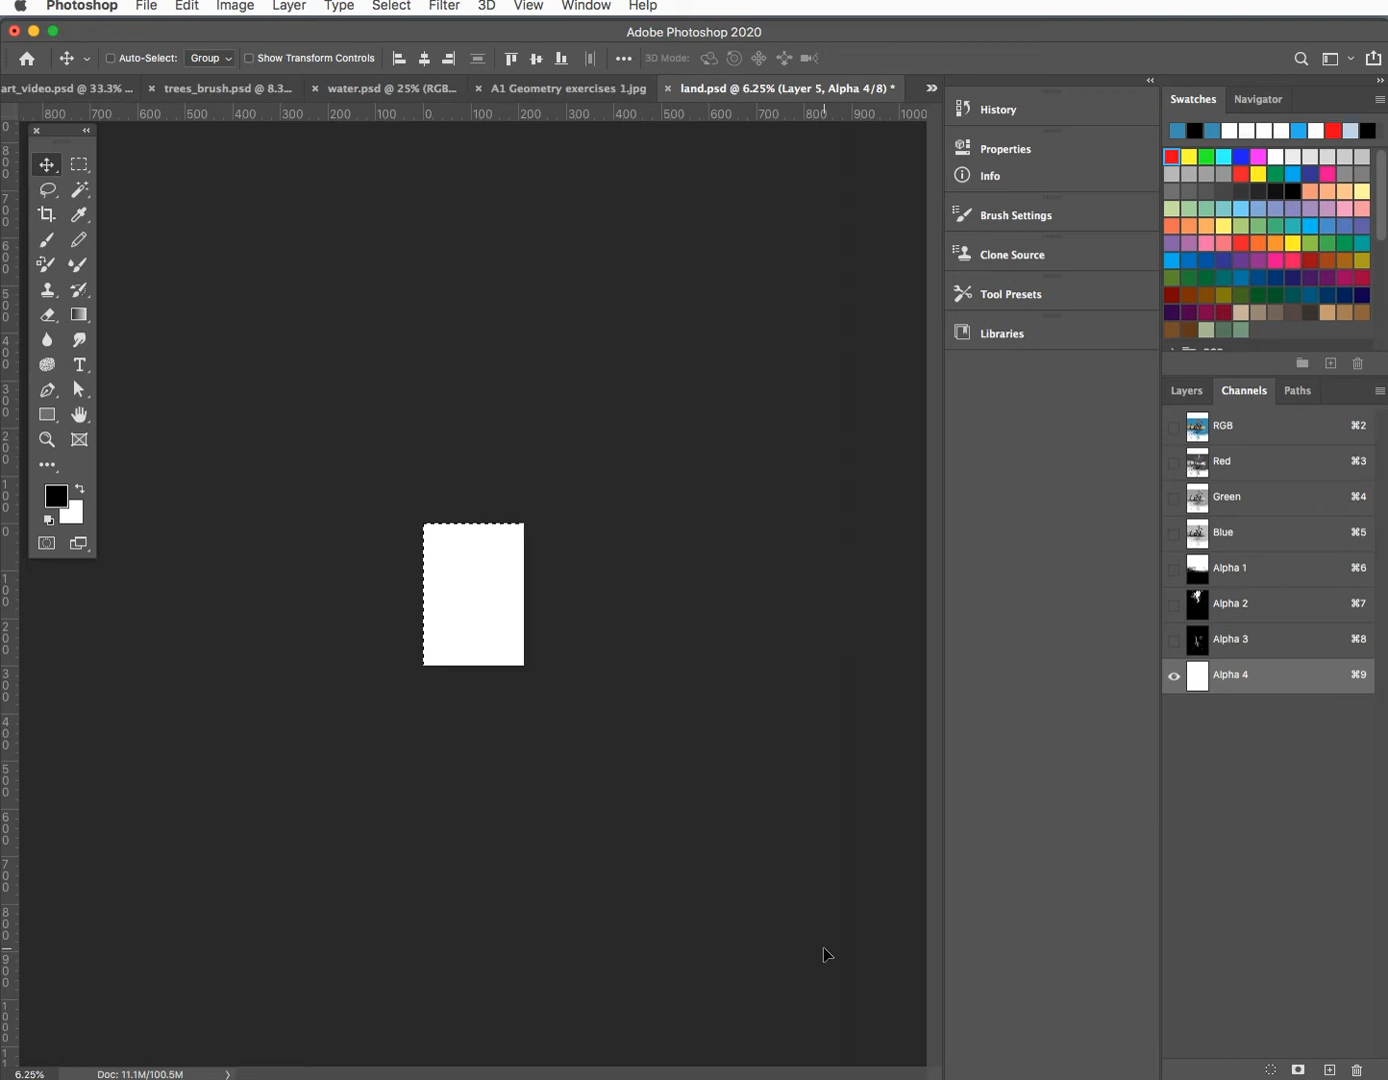 Photoshop File Edit Image Layer Type Select Filter 3D View Window Help
Adobe Photoshop 2020
Auto-Select: Group Show Transform Controls 3D Mode:
art_video.psd @ 33.3% ... trees_brush.psd @ 8.3... water.psd @ 25% (RGB... A1 Geometry exercises 1.jpg land.psd @ 6.25% (Layer 5, Alpha 4/8) *
800 700 600 500 400 300 200 100 0 100 200 300 400 500 600 700 800 900 1000
History
Properties
Info
Brush Settings
Clone Source
Tool Presets
Libraries
Swatches Navigator
Layers Channels Paths
RGB ⌘2
Red ⌘3
Green ⌘4
Blue ⌘5
Alpha 1 ⌘6
Alpha 2 ⌘7
Alpha 3 ⌘8
Alpha 4 ⌘9
6.25% Doc: 11.1M/100.5M